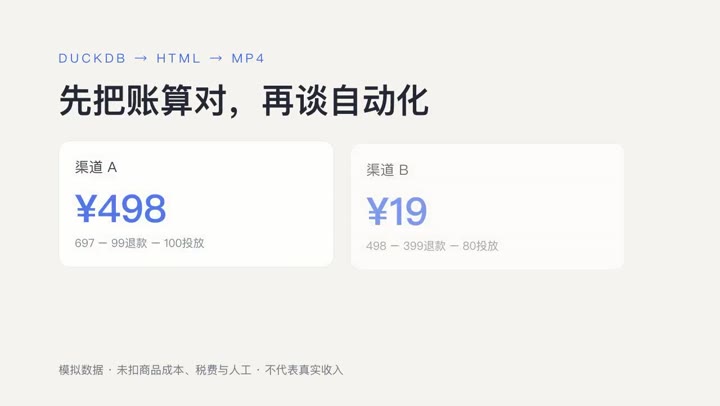 DUCKDB → HTML → MP4
先把账算对，再谈自动化
渠道 A
¥498
697 − 99退款 − 100投放
渠道 B
¥19
498 − 399退款 − 80投放
模拟数据 · 未扣商品成本、税费与人工 · 不代表真实收入